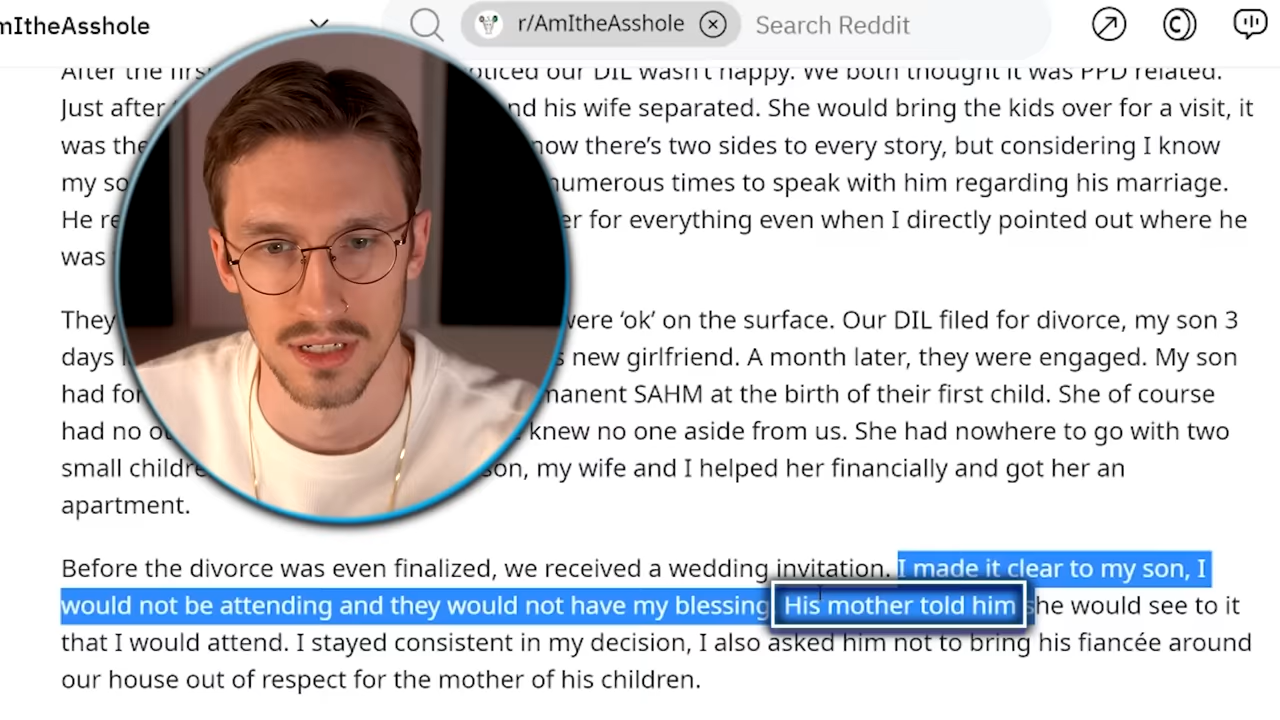 mItheAsshole r/AmItheAsshole Search Reddit
After the firs oticed our DIL wasn't happy. We both thought it was PPD related.
Just after nd his wife separated. She would bring the kids over for a visit, it
was the now there's two sides to every story, but considering I know
my so numerous times to speak with him regarding his marriage.
He re er for everything even when I directly pointed out where he
was
They were ‘ok’ on the surface. Our DIL filed for divorce, my son 3
days s new girlfriend. A month later, they were engaged. My son
had for manent SAHM at the birth of their first child. She of course
had no ou knew no one aside from us. She had nowhere to go with two
small childre son, my wife and I helped her financially and got her an
apartment.
Before the divorce was even finalized, we received a wedding invitation. I made it clear to my son, I
would not be attending and they would not have my blessing. His mother told him she would see to it
that I would attend. I stayed consistent in my decision, I also asked him not to bring his fiancée around
our house out of respect for the mother of his children.